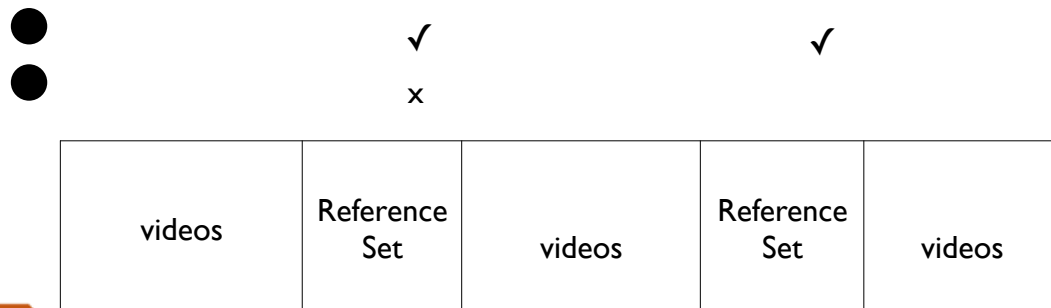 ✓ ✓
x
videos
Reference
Set
videos
Reference
Set
videos